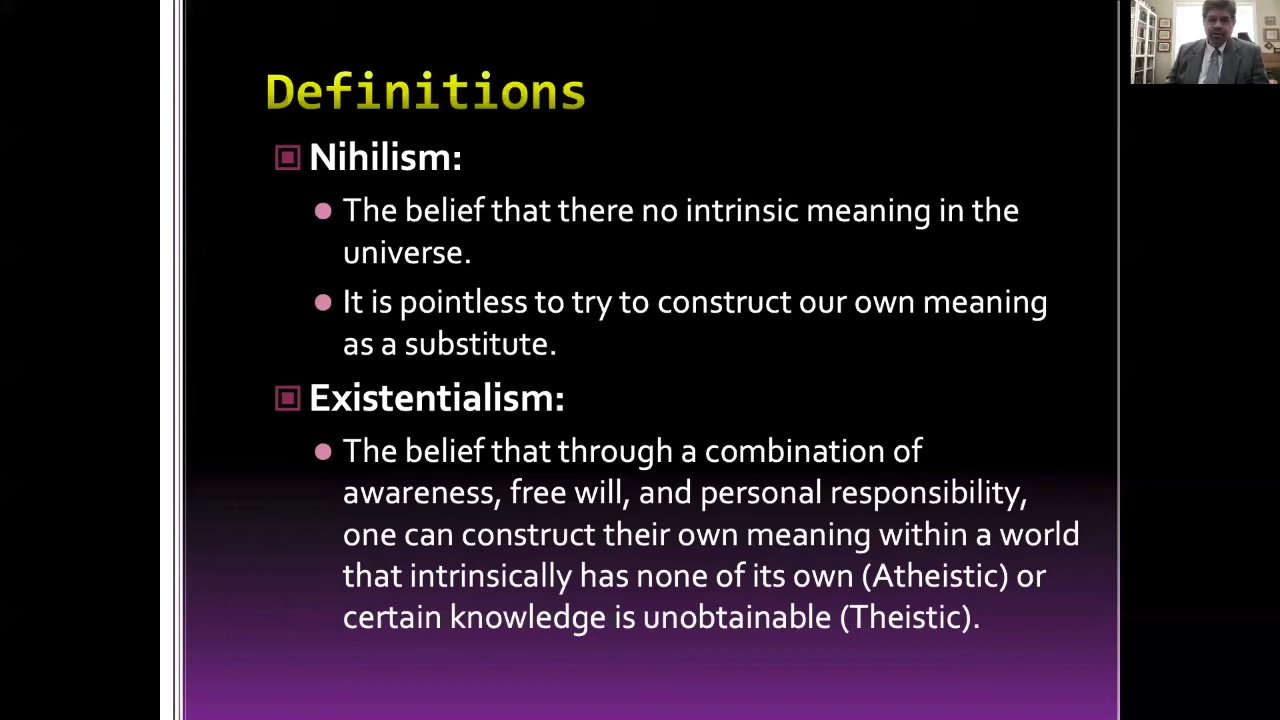 Definitions
Nihilism:
The belief that there no intrinsic meaning in the
universe.
It is pointless to try to construct our own meaning
as a substitute.
Existentialism:
The belief that through a combination of
awareness, free will, and personal responsibility,
one can construct their own meaning within a world
that intrinsically has none of its own (Atheistic) or
certain knowledge is unobtainable (Theistic).